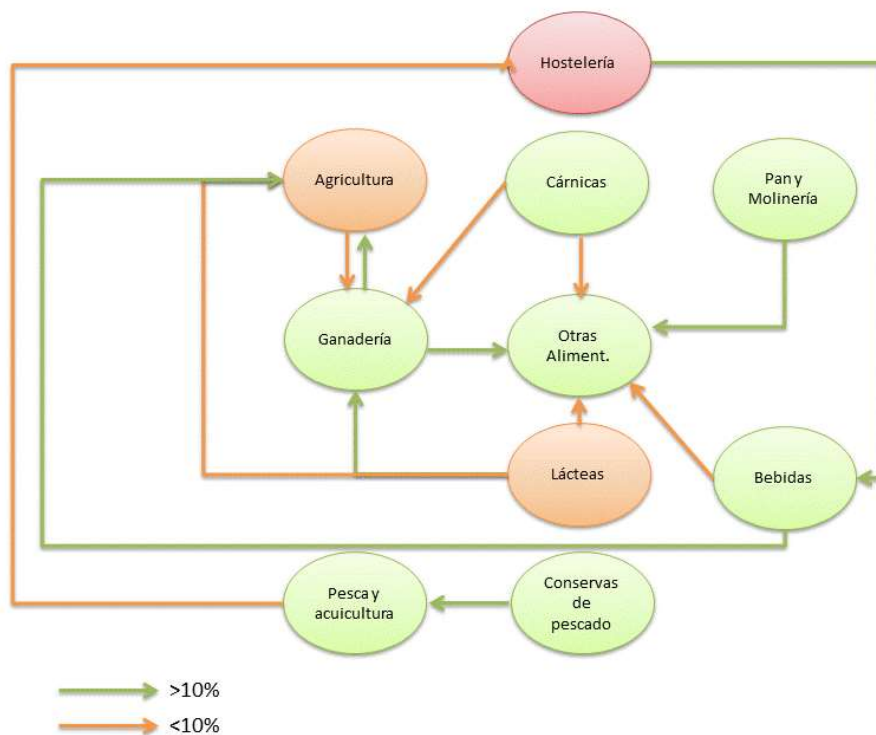 Hostelería
Agricultura
Cárnicas
Pan y
Molinería
Ganadería
Otras
Aliment.
Lácteas
Bebidas
Pesca y
acuicultura
Conservas
de
pescado
>10%
<10%